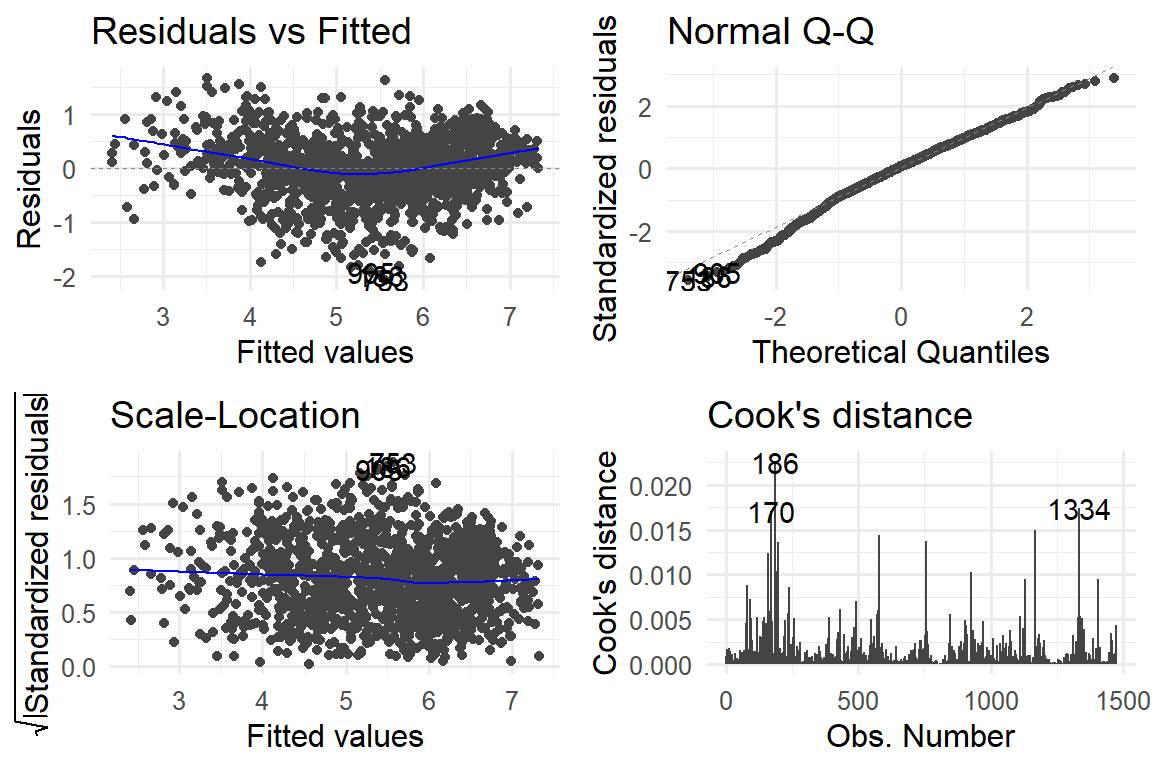 Residuals vs Fitted
Residuals
1
0
-1
-2
3 4 5 6 7
Fitted values
Normal Q-Q
Standardized residuals
2
0
-2
-2 0 2
Theoretical Quantiles
Scale-Location
√|Standardized residuals|
1.5
1.0
0.5
0.0
3 4 5 6 7
Fitted values
Cook's distance
Cook's distance
186
170
1334
0.020
0.015
0.010
0.005
0.000
0 500 1000 1500
Obs. Number